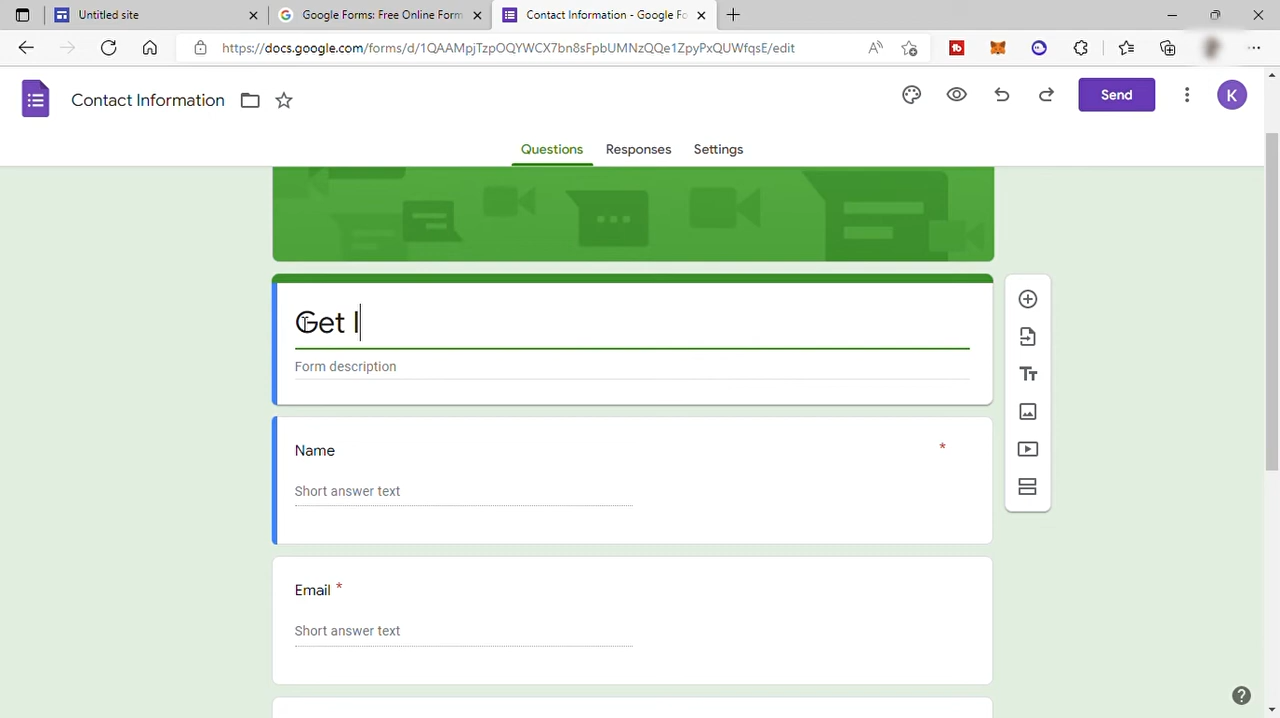 Untitled site
Google Forms: Free Online Form
Contact Information - Google Fo
https://docs.google.com/forms/d/1QAAMpjTzpOQYWCX7bn8sFpbUMNzQQe1ZpyPxQUWfqsE/edit
Contact Information
Send
K
Questions Responses Settings
Get I
Form description
Name *
Short answer text
Email *
Short answer text